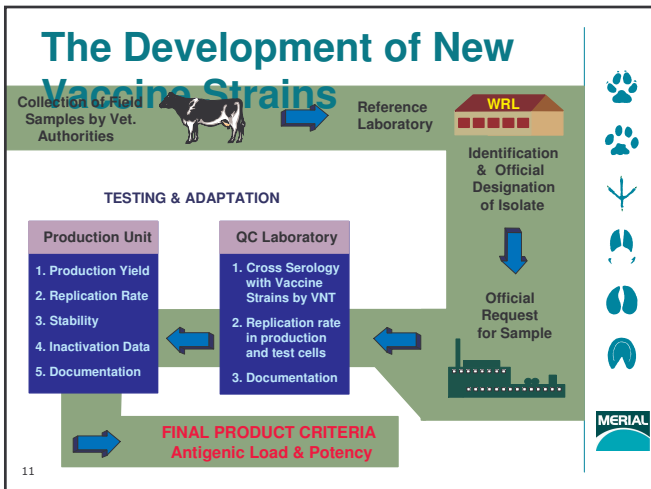 The Development of New
Vaccine Strains
Collection of Field
Samples by Vet.
Authorities
Reference
Laboratory
WRL
Identification
& Official
Designation
of Isolate
Official
Request
for Sample
TESTING & ADAPTATION
QC Laboratory
1. Cross Serology
with Vaccine
Strains by VNT
2. Replication rate
in production
and test cells
3. Documentation
Production Unit
1. Production Yield
2. Replication Rate
3. Stability
4. Inactivation Data
5. Documentation
FINAL PRODUCT CRITERIA
Antigenic Load & Potency
MERIAL
11